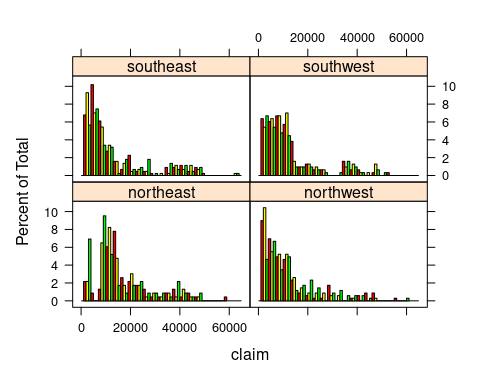 0 20000 40000 60000
southeast southwest
10
8
6
4
2
0
northeast northwest
10
8
6
4
2
0
0 20000 40000 60000
Percent of Total
claim